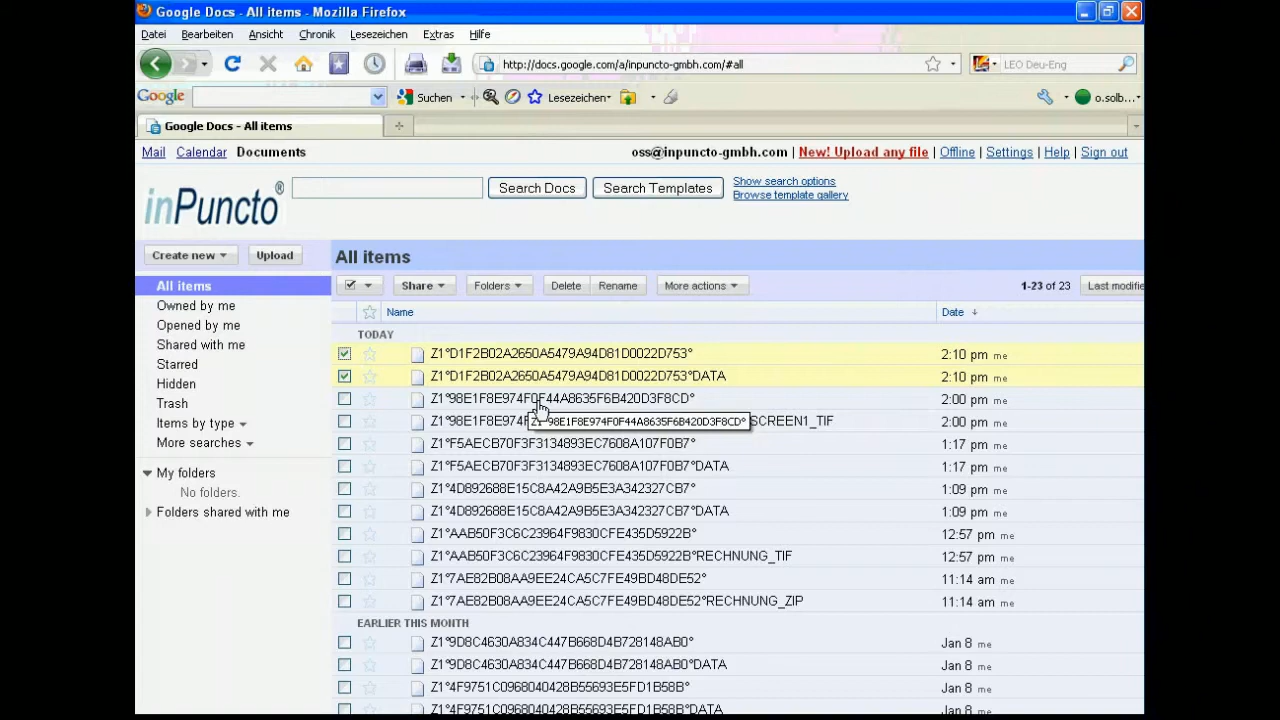 Google Docs - All items - Mozilla Firefox
Datei Bearbeiten Ansicht Chronik Lesezeichen Extras Hilfe
http://docs.google.com/a/inpuncto-gmbh.com/#all LEO Deu-Eng
Google Suchen Lesezeichen o.solb...
Google Docs - All items
Mail Calendar Documents oss@inpuncto-gmbh.com | New! Upload any file | Offline | Settings | Help | Sign out
inPuncto® Search Docs Search Templates Show search options
Browse template gallery
Create new Upload All items
All items Share Folders Delete Rename More actions 1-23 of 23 Last modifie
Owned by me Name Date
Opened by me TODAY
Shared with me Z1°D1F2B02A2650A5479A94D81D0022D753° 2:10 pm me
Starred Z1°D1F2B02A2650A5479A94D81D0022D753°DATA 2:10 pm me
Hidden Z1°98E1F8E974F0F44A8635F6B420D3F8CD° 2:00 pm me
Trash
Items by type Z1°98E1F8E974F Z1°98E1F8E974F0F44A8635F6B420D3F8CD° SCREEN1_TIF 2:00 pm me
More searches Z1°F5AECB70F3F3134893EC7608A107F0B7° 1:17 pm me
My folders Z1°F5AECB70F3F3134893EC7608A107F0B7°DATA 1:17 pm me
No folders. Z1°4D892688E15C8A42A9B5E3A342327CB7° 1:09 pm me
Folders shared with me Z1°4D892688E15C8A42A9B5E3A342327CB7°DATA 1:09 pm me
Z1°AAB50F3C6C23964F9830CFE435D5922B° 12:57 pm me
Z1°AAB50F3C6C23964F9830CFE435D5922B°RECHNUNG_TIF 12:57 pm me
Z1°7AE82B08AA9EE24CA5C7FE49BD48DE52° 11:14 am me
Z1°7AE82B08AA9EE24CA5C7FE49BD48DE52°RECHNUNG_ZIP 11:14 am me
EARLIER THIS MONTH
Z1°9D8C4630A834C447B668D4B728148AB0° Jan 8 me
Z1°9D8C4630A834C447B668D4B728148AB0°DATA Jan 8 me
Z1°4F9751C0968040428B55693E5FD1B58B° Jan 8 me
Z1°4F9751C0968040428B55693E5FD1B58B°DATA Jan 8 me